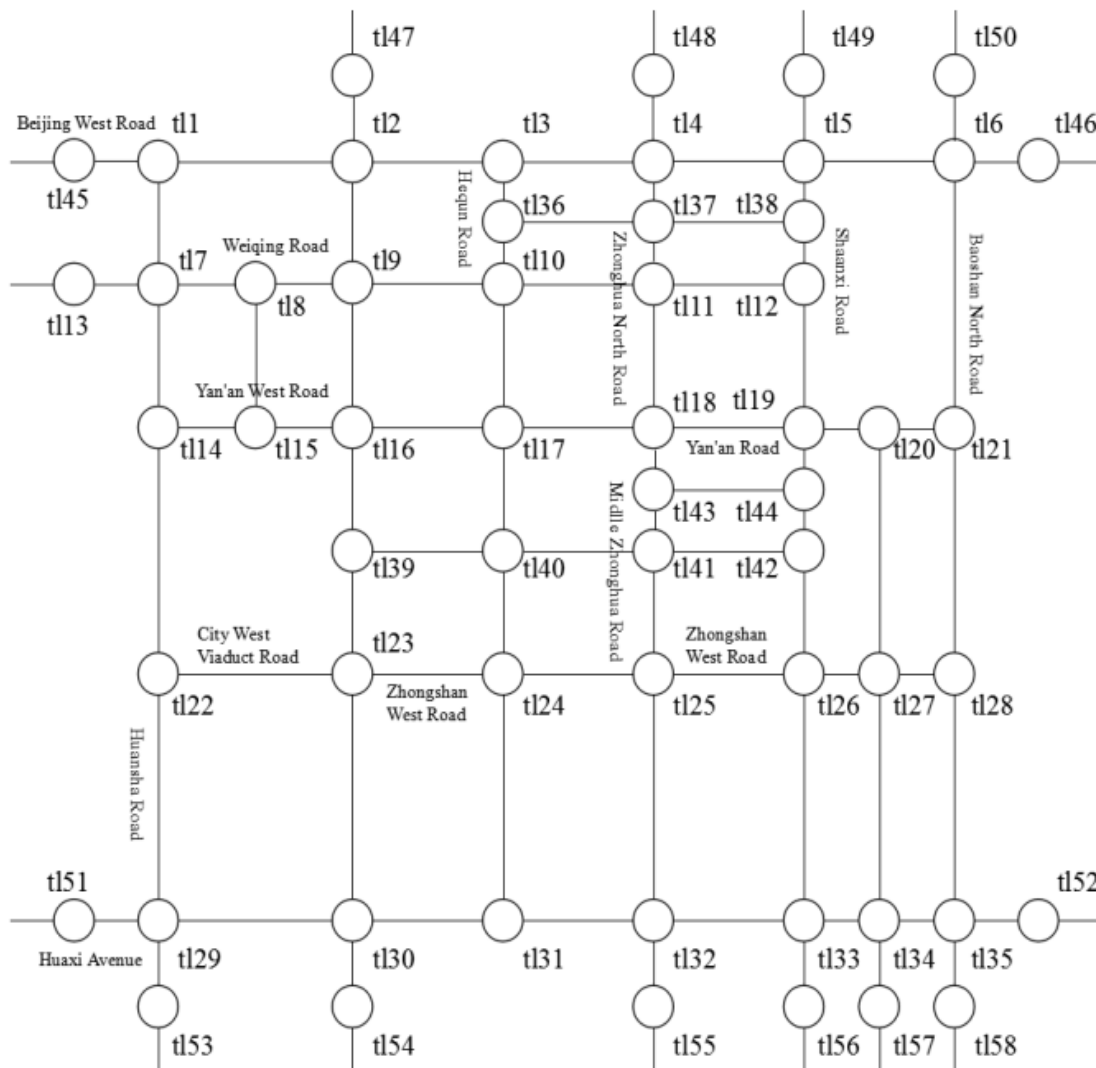 tl47
tl48
tl49
tl50
Beijing West Road
tl1
tl2
tl3
tl4
tl5
tl6
tl46
tl45
Hequn Road
tl36
tl37
tl38
Weiqing Road
tl7
tl9
tl10
Zhonghua North Road
Shaanxi Road
Baoshan North Road
tl13
tl8
tl11
tl12
Yan'an West Road
tl18
tl19
tl14
tl15
tl16
tl17
Yan'an Road
tl20
tl21
Midlle Zhonghua Road
tl43
tl44
tl39
tl40
tl41
tl42
City West
Viaduct Road
tl23
Zhongshan
West Road
tl22
Zhongshan
West Road
tl24
tl25
tl26
tl27
tl28
Huansha Road
tl51
tl52
Huaxi Avenue
tl29
tl30
tl31
tl32
tl33
tl34
tl35
tl53
tl54
tl55
tl56
tl57
tl58